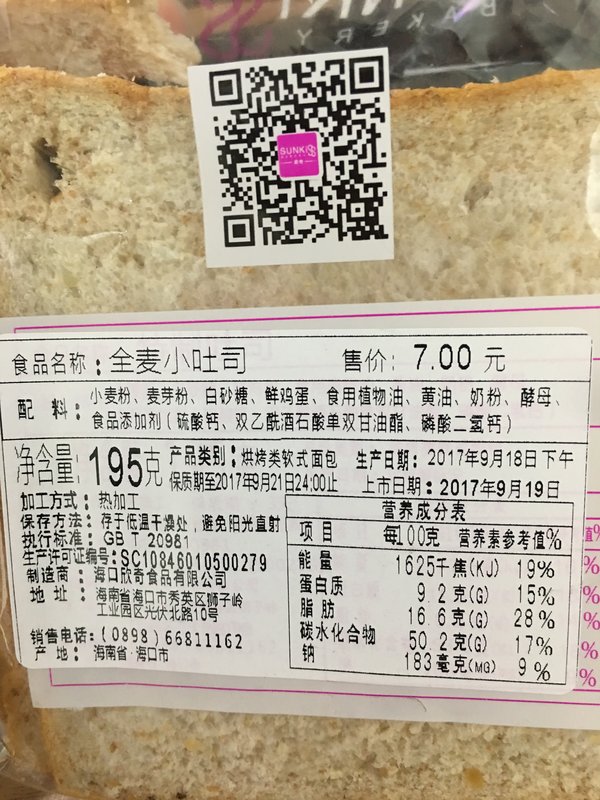 BAKERY
SUNKISS
食品名称：全麦小吐司 售价：7.00 元
配 料：小麦粉、麦芽粉、白砂糖、鲜鸡蛋、食用植物油、黄油、奶粉、酵母、
食品添加剂（硫酸钙、双乙酰酒石酸单双甘油酯、磷酸二氢钙）
净含量：195克
产品类别：烘烤类软式面包 生产日期：2017年9月18日下午
保质期至2017年9月21日24:00止 上市日期：2017年9月19日
加工方式：热加工
保存方法：存于低温干燥处，避免阳光直射
执行标准：GB T 20981
生产许可证编号：SC10846010500279
制造商：海口欣奇食品有限公司
地 址：海南省海口市秀英区狮子岭
工业园区光伏北路10号
销售电话：(0898)66811162
产 地：海南省·海口市
营养成分表
项目 每100克 营养素参考值%
能量 1625千焦(KJ) 19%
蛋白质 9.2克(G) 15%
脂肪 16.6克(G) 28%
碳水化合物 50.2克(G) 17%
钠 183毫克(MG) 9%